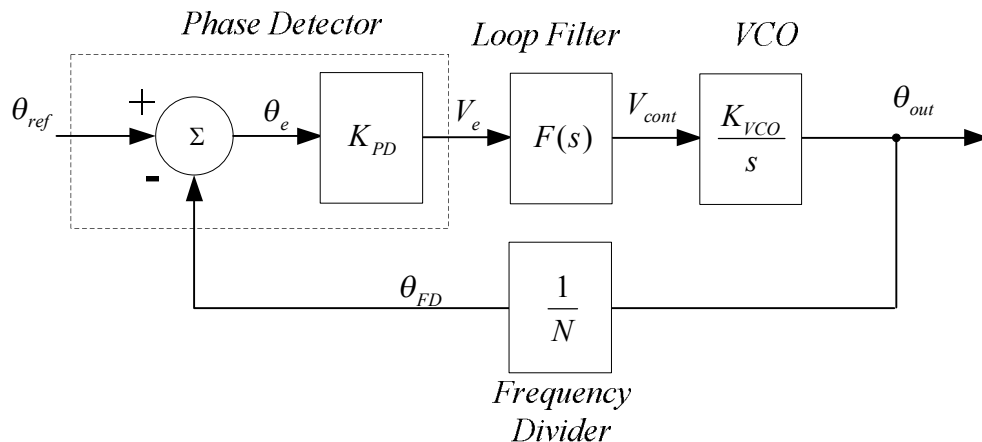 Phase Detector
Loop Filter
VCO
θref
+
-
Σ
θe
KPD
Ve
F(s)
Vcont
KVCO
s
θout
θFD
1
N
Frequency
Divider